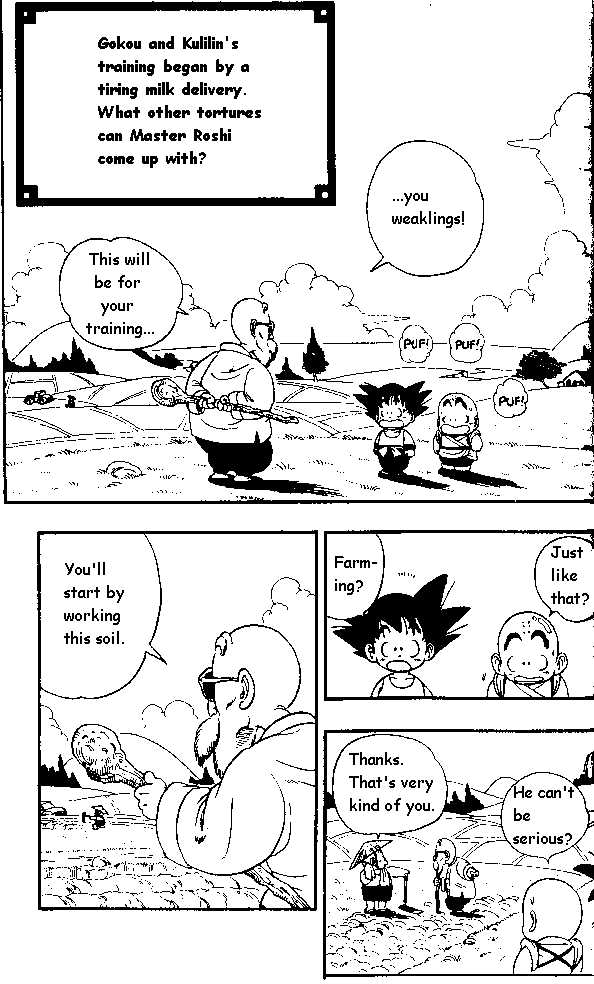 Gokou and Kulilin's
training began by a
tiring milk delivery.
What other tortures
can Master Roshi
come up with?
This will
be for
your
training...
...you
weaklings!
PUF!
PUF!
PUF!
You'll
start by
working
this soil.
Farm-
ing?
Just
like
that?
Thanks.
That's very
kind of you.
He can't
be
serious?